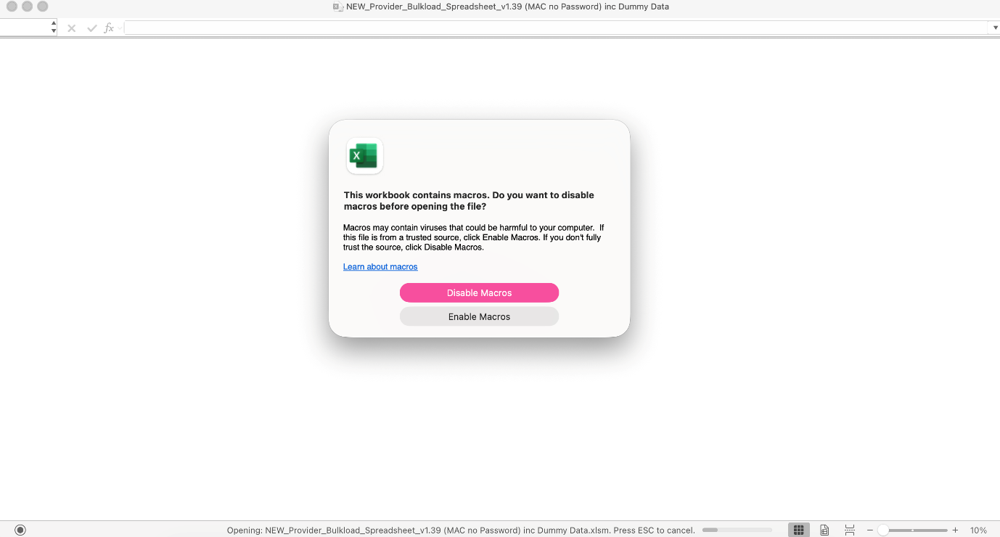 NEW_Provider_Bulkload_Spreadsheet_v1.39 (MAC no Password) inc Dummy Data
fx
X
This workbook contains macros. Do you want to disable
macros before opening the file?
Macros may contain viruses that could be harmful to your computer.  If
this file is from a trusted source, click Enable Macros. If you don't fully
trust the source, click Disable Macros.
Learn about macros
Disable Macros
Enable Macros
Opening: NEW_Provider_Bulkload_Spreadsheet_v1.39 (MAC no Password) inc Dummy Data.xlsm. Press ESC to cancel.
10%